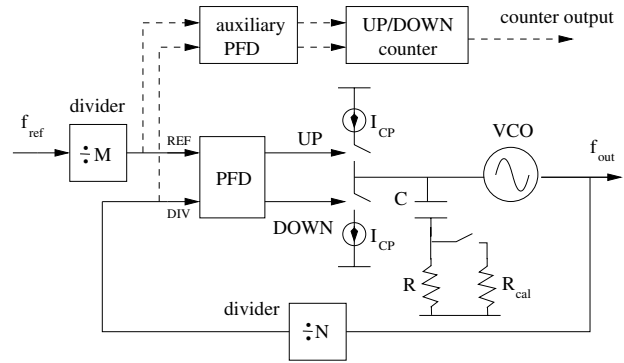 auxiliary
PFD
UP/DOWN
counter
counter output
divider
f_ref
÷M
REF
DIV
PFD
UP
DOWN
I_CP
I_CP
VCO
f_out
C
R
R_cal
divider
÷N